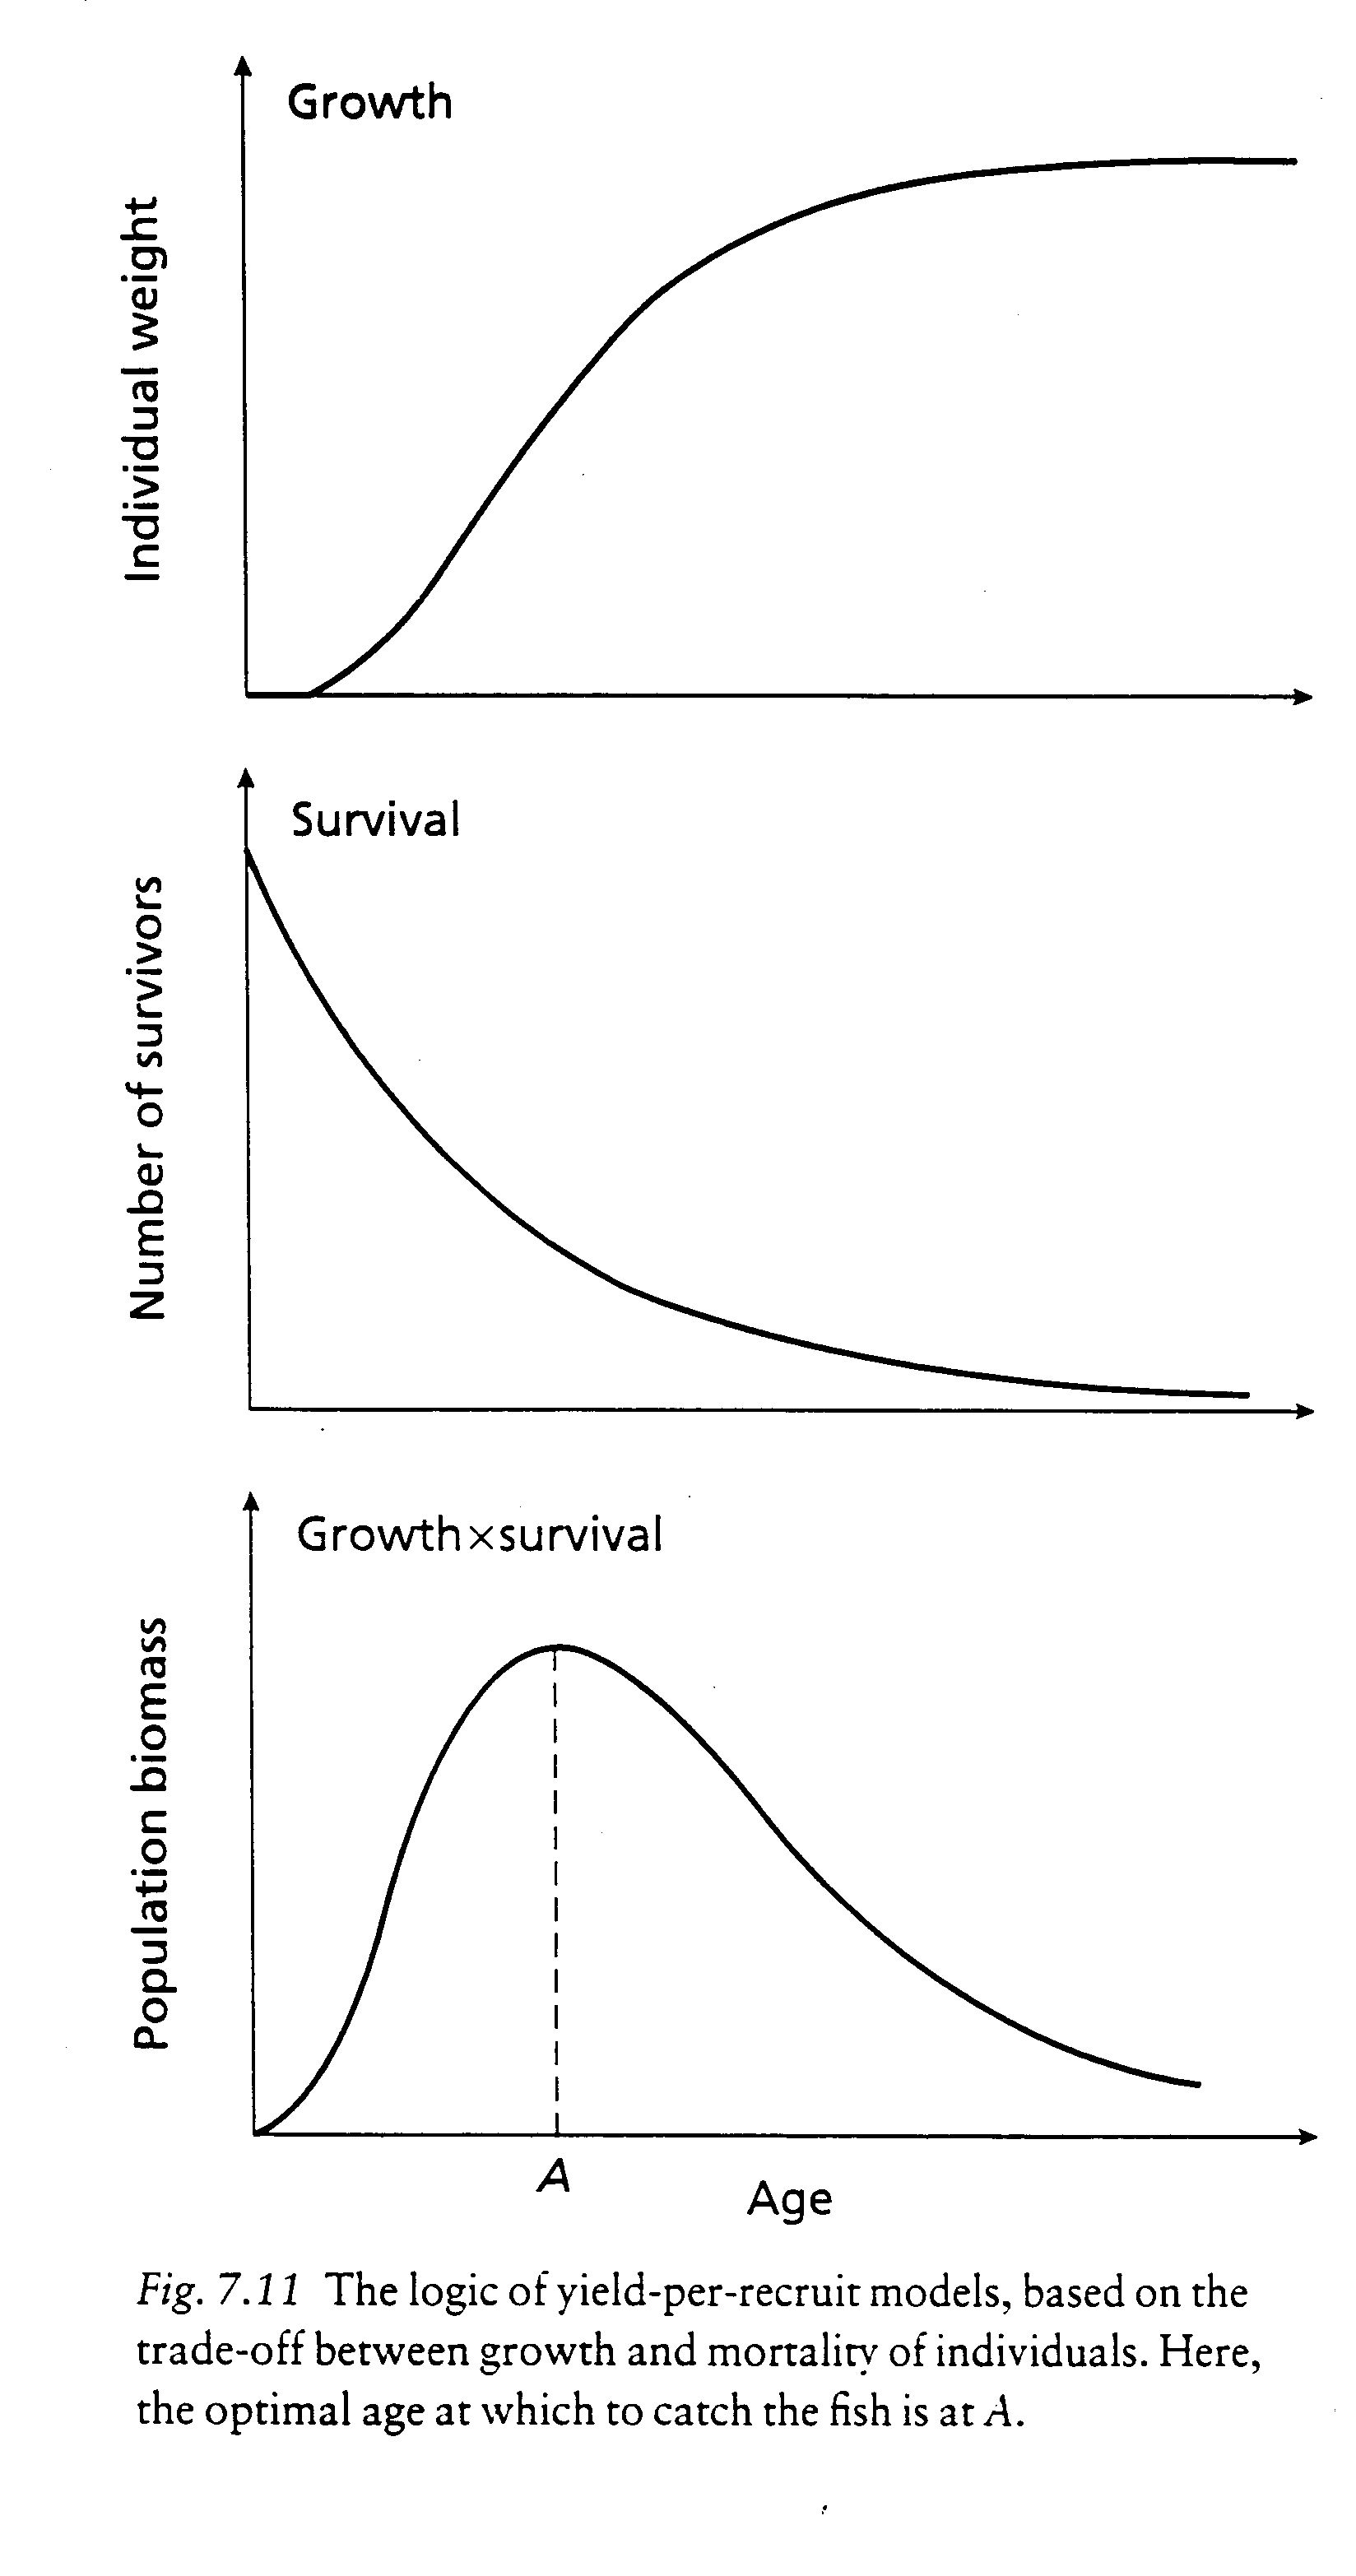 Growth
Individual weight
Survival
Number of survivors
Growth×survival
Population biomass
A
Age
Fig. 7.11 The logic of yield-per-recruit models, based on the
trade-off between growth and mortality of individuals. Here,
the optimal age at which to catch the fish is at A.